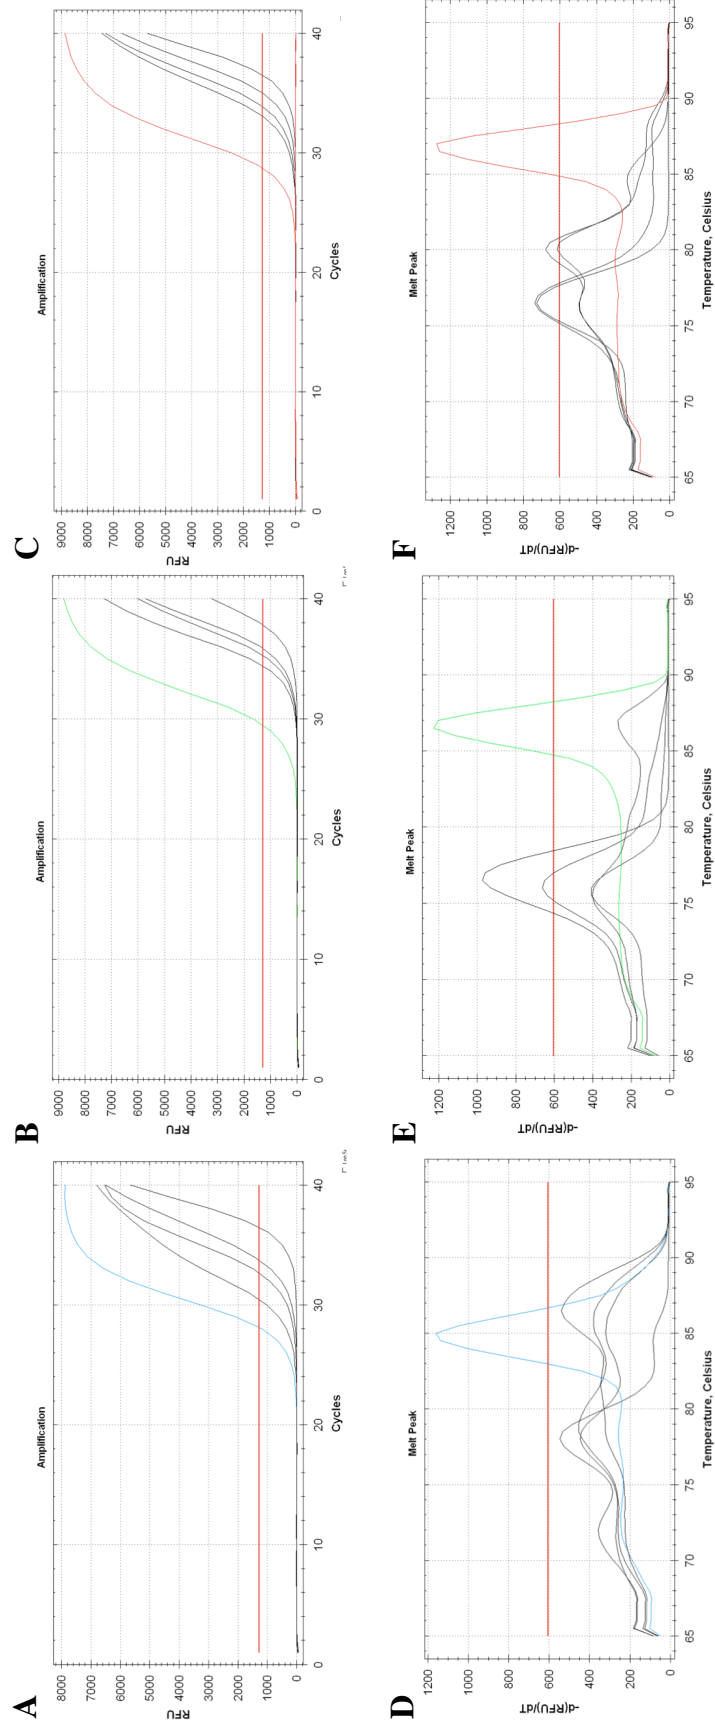 A
Amplification
8000
7000
6000
5000
4000
3000
2000
1000
0
RFU
0 10 20 30 40
Cycles
B
Amplification
9000
8000
7000
6000
5000
4000
3000
2000
1000
0
RFU
0 10 20 30 40
Cycles
C
Amplification
9000
8000
7000
6000
5000
4000
3000
2000
1000
0
RFU
0 10 20 30 40
Cycles
D
Melt Peak
1200
1000
800
600
400
200
0
-d(RFU)/dT
65 70 75 80 85 90 95
Temperature, Celsius
E
Melt Peak
1200
1000
800
600
400
200
0
-d(RFU)/dT
65 70 75 80 85 90 95
Temperature, Celsius
F
Melt Peak
1200
1000
800
600
400
200
0
-d(RFU)/dT
65 70 75 80 85 90 95
Temperature, Celsius